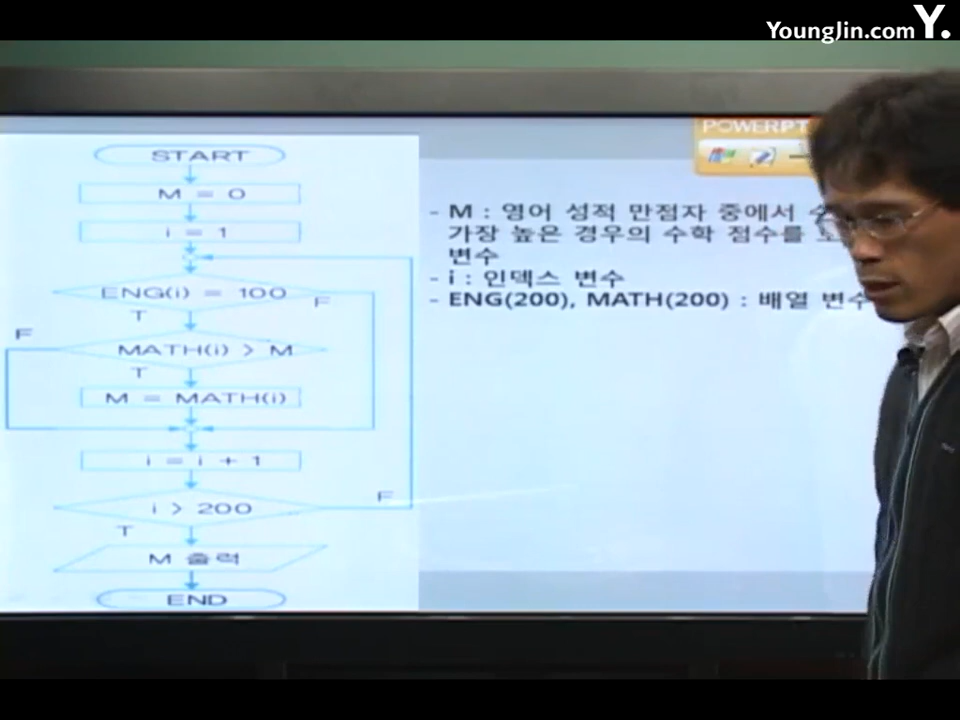 YoungJin.com Y.
POWERPT
START
M = 0
i = 1
ENG(i) = 100
F
T
F
MATH(i) > M
T
M = MATH(i)
i = i + 1
F
i > 200
T
M 출력
END
- M : 영어 성적 만점자 중에서
가장 높은 경우의 수학 점수를
변수
- i : 인덱스 변수
- ENG(200), MATH(200) : 배열 변수